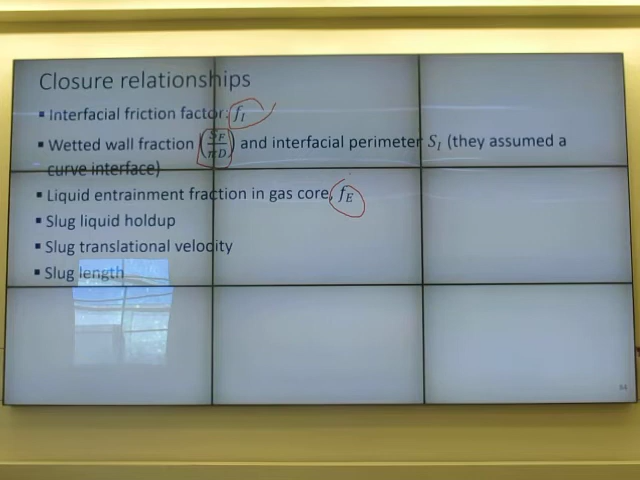 Closure relationships
▪ Interfacial friction factor: f_I
▪ Wetted wall fraction (S_F/πD) and interfacial perimeter S_I (they assumed a
curve interface)
▪ Liquid entrainment fraction in gas core, f_E
▪ Slug liquid holdup
▪ Slug translational velocity
▪ Slug length